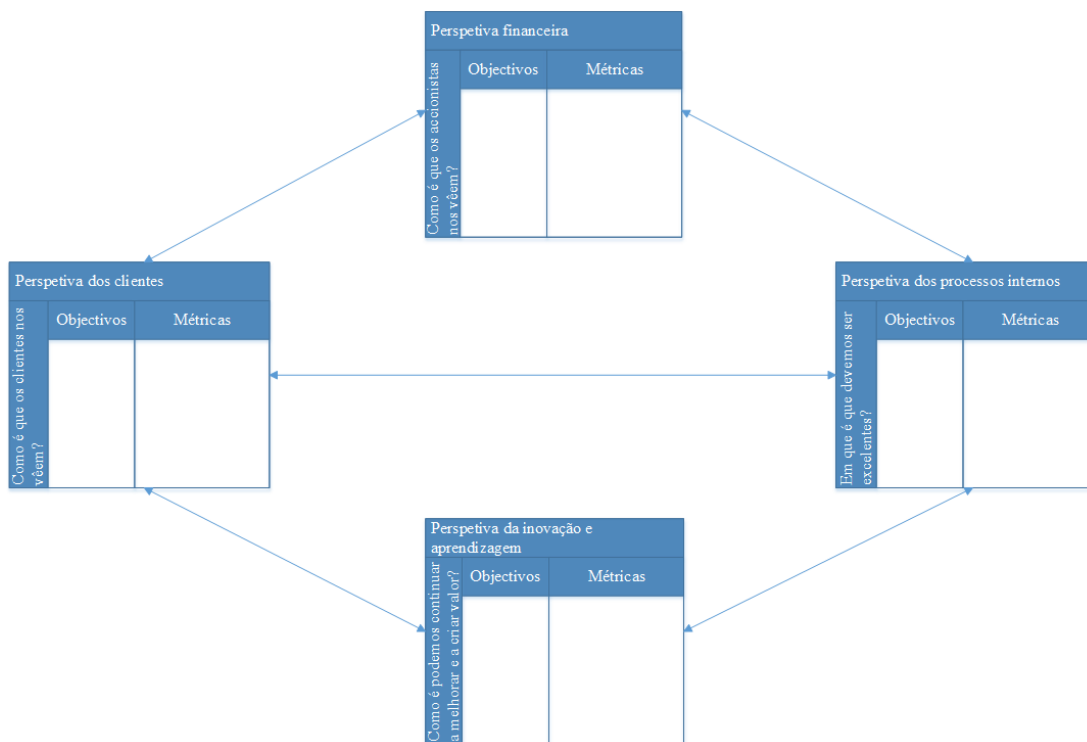 Perspetiva financeira
Como é que os accionistas
nos vêem?
Objectivos
Métricas
Perspetiva dos clientes
Como é que os clientes nos
vêem?
Objectivos
Métricas
Perspetiva dos processos internos
Em que é que devemos ser
excelentes?
Objectivos
Métricas
Perspetiva da inovação e
aprendizagem
Como é podemos continuar
a melhorar e a criar valor?
Objectivos
Métricas